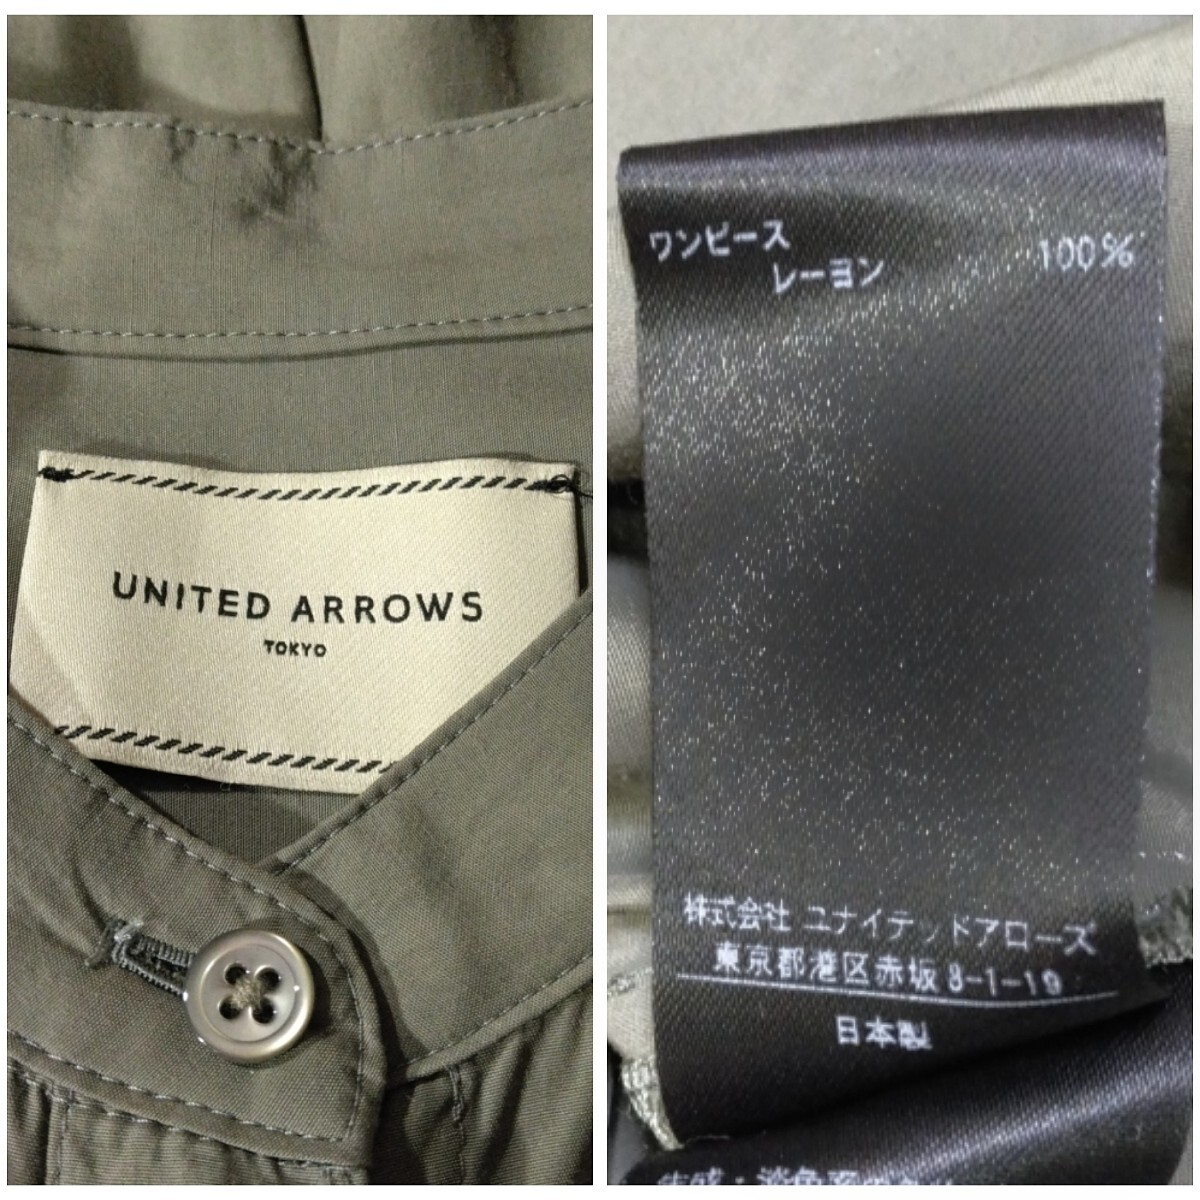 UNITED ARROWS
TOKYO
ワンピース
レーヨン 100%
株式会社 ユナイテッドアローズ
東京都港区赤坂 8-1-19
日本製